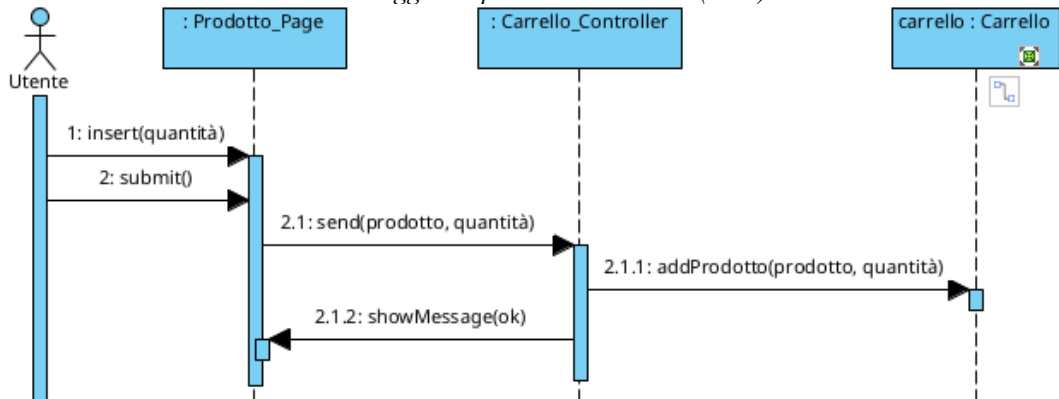 : Prodotto_Page
: Carrello_Controller
carrello : Carrello
Utente
1: insert(quantità)
2: submit()
2.1: send(prodotto, quantità)
2.1.1: addProdotto(prodotto, quantità)
2.1.2: showMessage(ok)